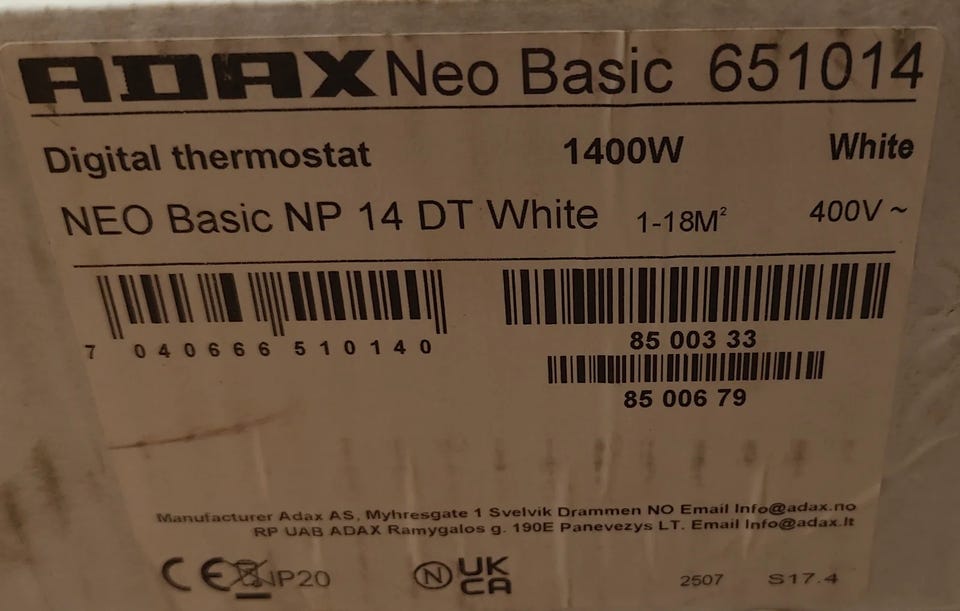 ADAX Neo Basic 651014
Digital thermostat 1400W White
NEO Basic NP 14 DT White 1-18M² 400V ~
7 040666 510140
85 003 33
85 006 79
Manufacturer Adax AS, Myhresgate 1 Svelvik Drammen NO Email Info@adax.no
RP UAB ADAX Ramygalos g. 190E Panevezys LT. Email Info@adax.lt
CE IP20 N UK CA 2507 S17.4